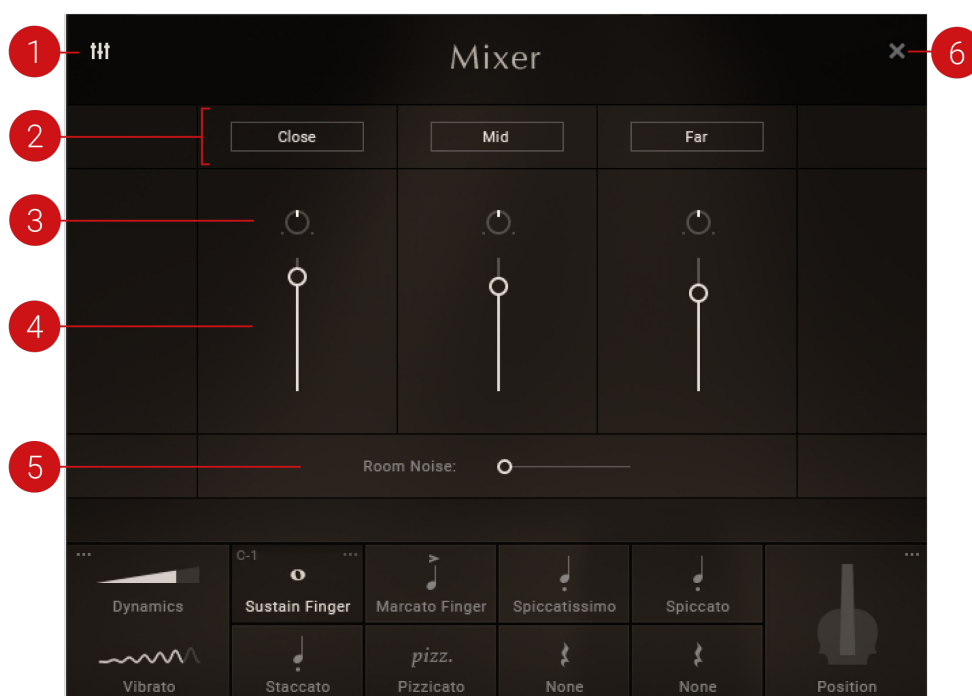 1
Mixer
6
2
Close
Mid
Far
3
4
5
Room Noise:
C-1
Dynamics
Sustain Finger
Marcato Finger
Spiccatissimo
Spiccato
pizz.
Vibrato
Staccato
Pizzicato
None
None
Position